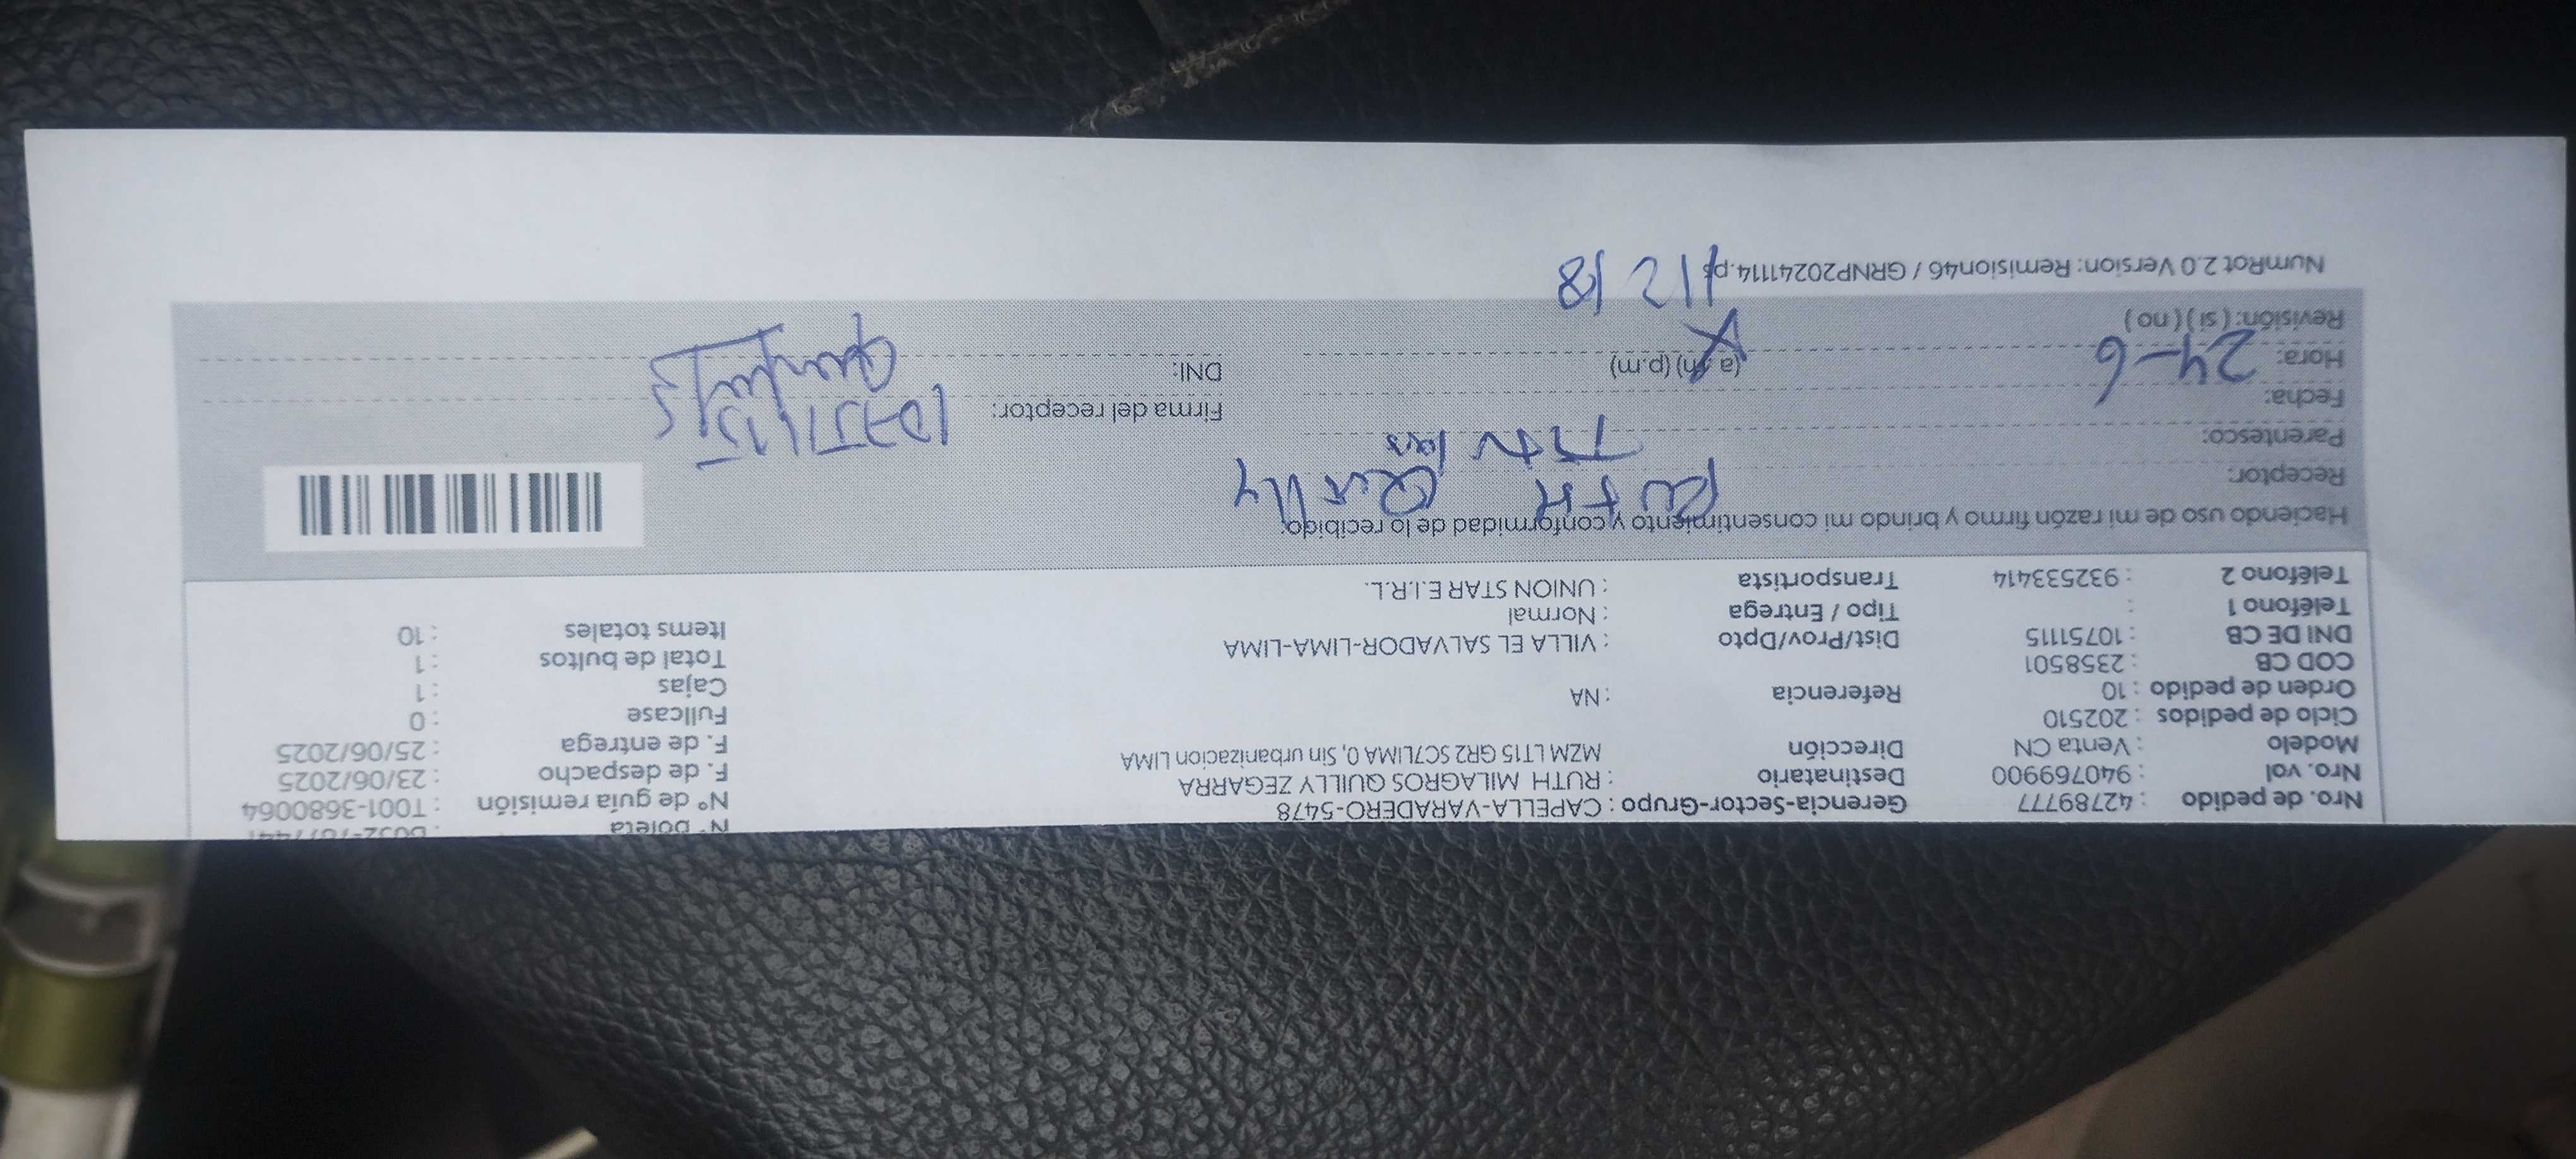 Nro. de pedido : 42789777 Gerencia-Sector-Grupo : CAPELLA-VARADERO-5478 N° boleta
Nro. vol : 940769900 Destinatario : RUTH MILAGROS QUILLY ZEGARRA N° de guía remisión : T001-3680064
Modelo : Venta CN Dirección MZM LT15 GR2 SC7LIMA 0, Sin urbanizacion LIMA F. de despacho : 23/06/2025
Ciclo de pedidos : 202510 F. de entrega : 25/06/2025
Orden de pedido : 10 Referencia : NA Fullcase : 0
COD CB : 2358501 Cajas : 1
DNI DE CB : 10751115 Dist/Prov/Dpto : VILLA EL SALVADOR-LIMA-LIMA Total de bultos : 1
Teléfono 1 : Tipo / Entrega : Normal Items totales : 10
Teléfono 2 : 932533414 Transportista : UNION STAR E.I.R.L.
Haciendo uso de mi razón firmo y brindo mi consentimiento y conformidad de lo recibido:
Receptor: RUTH Quilly
Parentesco:
Fecha: 24-6 Firma del receptor: 10751115
Hora: (a.m) (p.m) DNI:
Revisión: ( si ) ( no )
NumRot 2.0 Version: Remision46 / GRNP20241114.ps